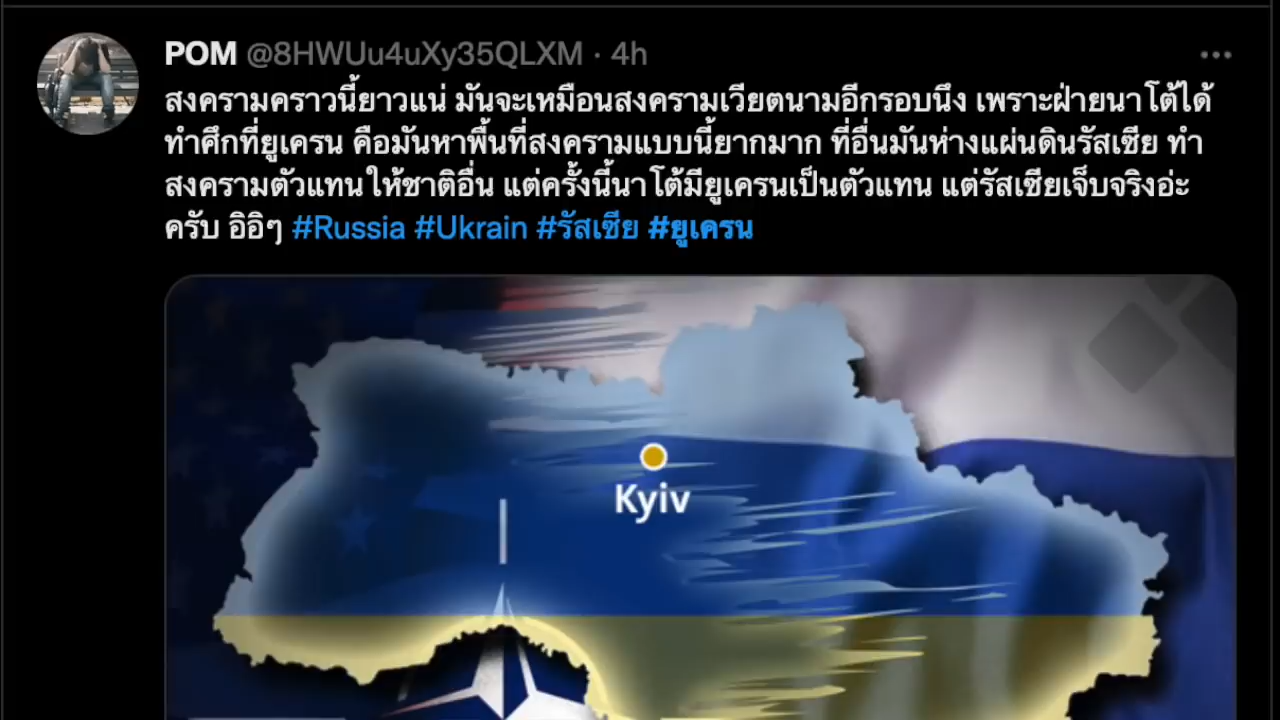 POM @8HWUu4uXy35QLXM · 4h
สงครามคราวนี้ยาวแน่ มันจะเหมือนสงครามเวียตนามอีกรอบนึง เพราะฝ่ายนาโต้ได้
ทำศึกที่ยูเครน คือมันหาพื้นที่สงครามแบบนี้ยากมาก ที่อื่นมันห่างแผ่นดินรัสเซีย ทำ
สงครามตัวแทนให้ชาติอื่น แต่ครั้งนี้นาโต้มียูเครนเป็นตัวแทน แต่รัสเซียเจ็บจริงอ่ะ
ครับ อิอิๆ #Russia #Ukrain #รัสเซีย #ยูเครน
Kyiv